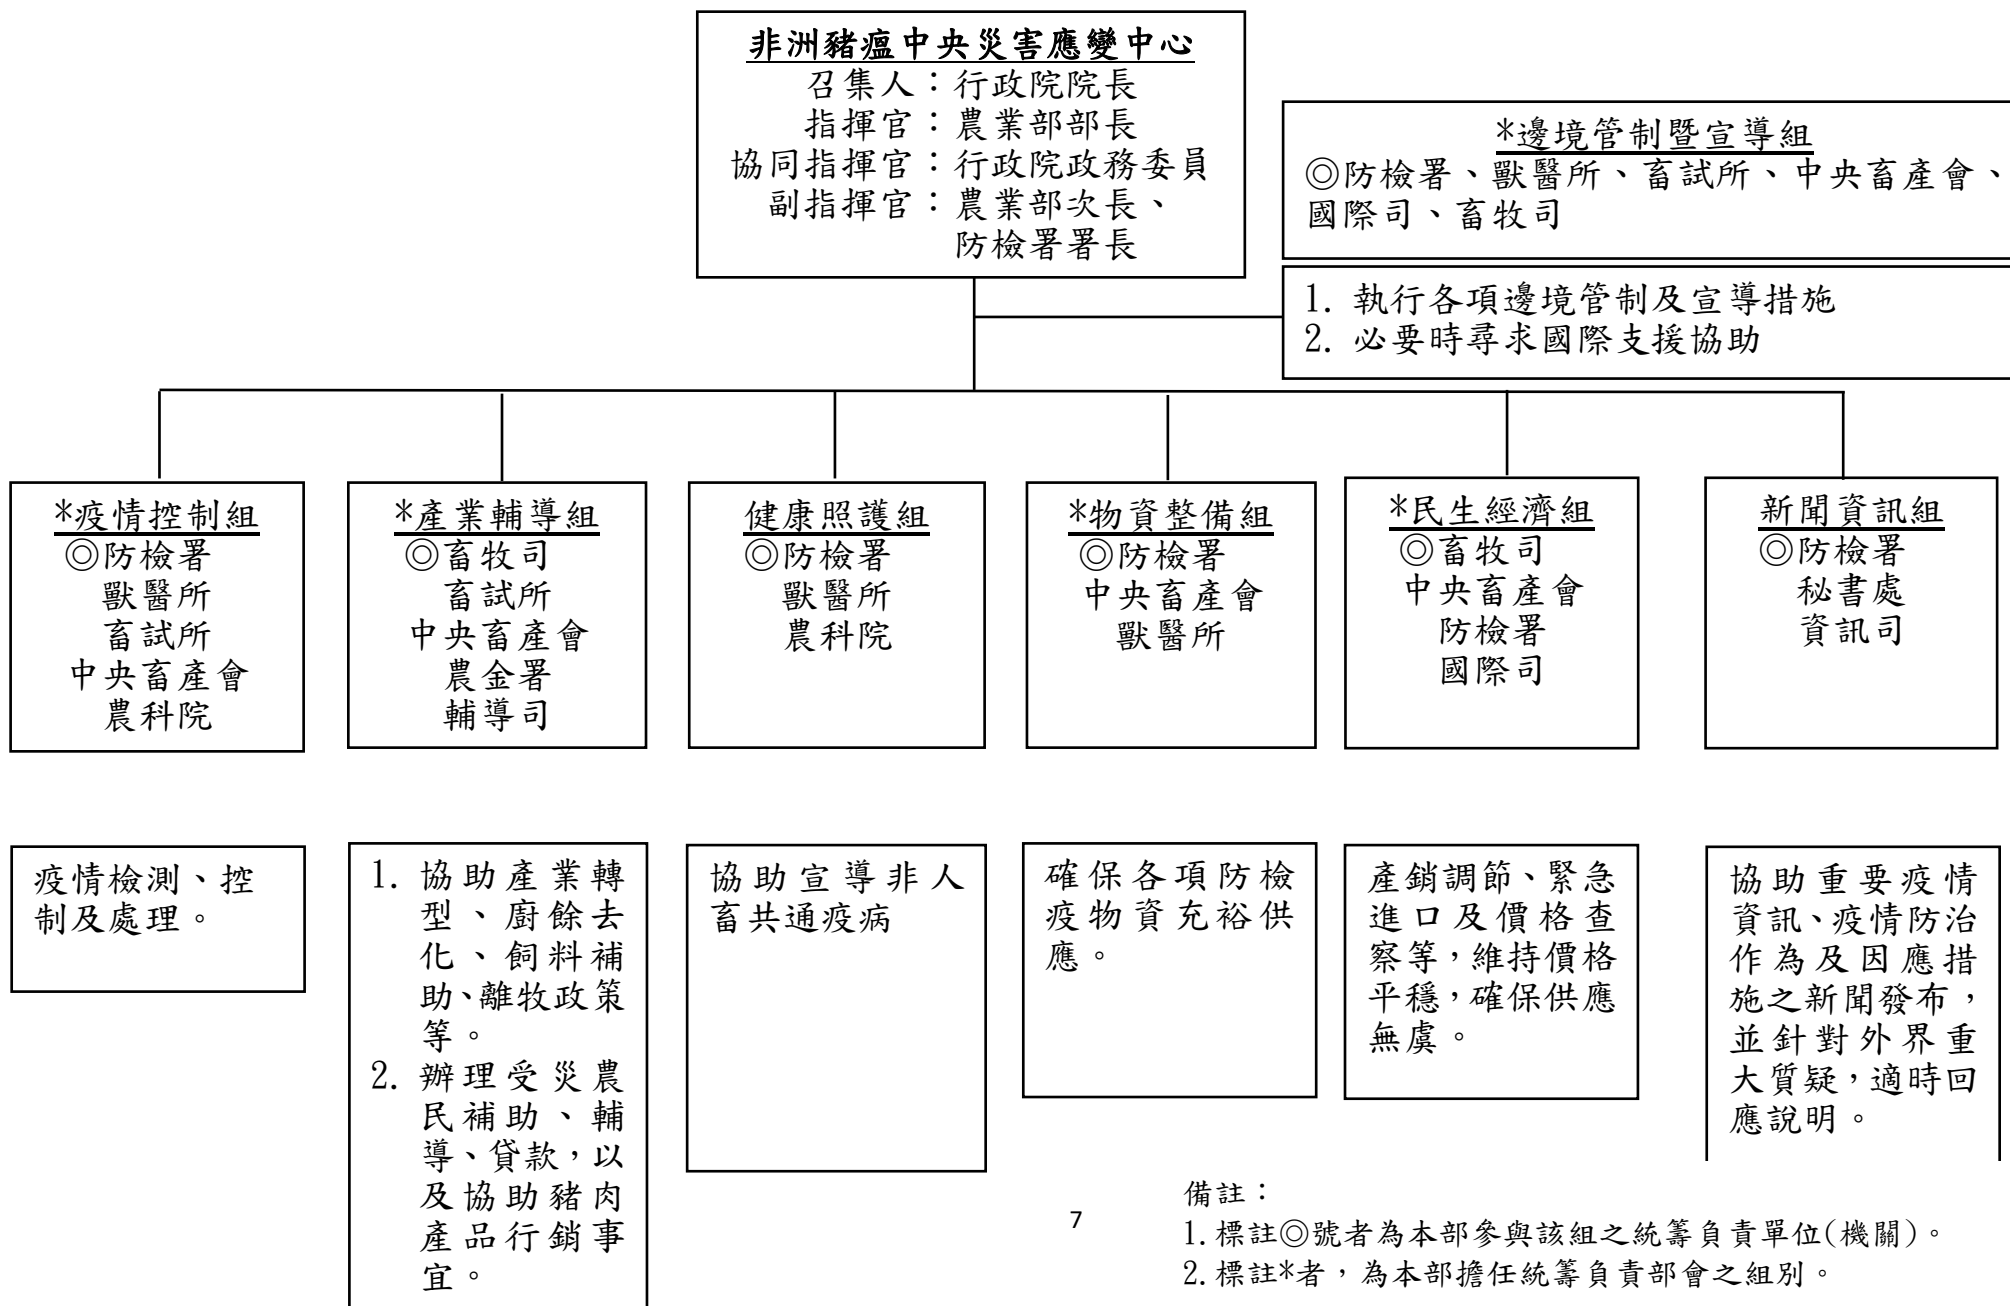 非洲豬瘟中央災害應變中心
召集人：行政院院長
指揮官：農業部部長
協同指揮官：行政院政務委員
副指揮官：農業部次長、
防檢署署長
*邊境管制暨宣導組
◎防檢署、獸醫所、畜試所、中央畜產會、
國際司、畜牧司
1. 執行各項邊境管制及宣導措施
2. 必要時尋求國際支援協助
*疫情控制組
◎防檢署
獸醫所
畜試所
中央畜產會
農科院
*產業輔導組
◎畜牧司
畜試所
中央畜產會
農金署
輔導司
健康照護組
◎防檢署
獸醫所
農科院
*物資整備組
◎防檢署
中央畜產會
獸醫所
*民生經濟組
◎畜牧司
中央畜產會
防檢署
國際司
新聞資訊組
◎防檢署
秘書處
資訊司
疫情檢測、控
制及處理。
1. 協助產業轉
型、廚餘去
化、飼料補
助、離牧政策
等。
2. 辦理受災農
民補助、輔
導、貸款，以
及協助豬肉
產品行銷事
宜。
協助宣導非人
畜共通疫病
確保各項防檢
疫物資充裕供
應。
產銷調節、緊急
進口及價格查
察等，維持價格
平穩，確保供應
無虞。
協助重要疫情
資訊、疫情防治
作為及因應措
施之新聞發布，
並針對外界重
大質疑，適時回
應說明。
7
備註：
1.標註◎號者為本部參與該組之統籌負責單位(機關)。
2.標註*者，為本部擔任統籌負責部會之組別。